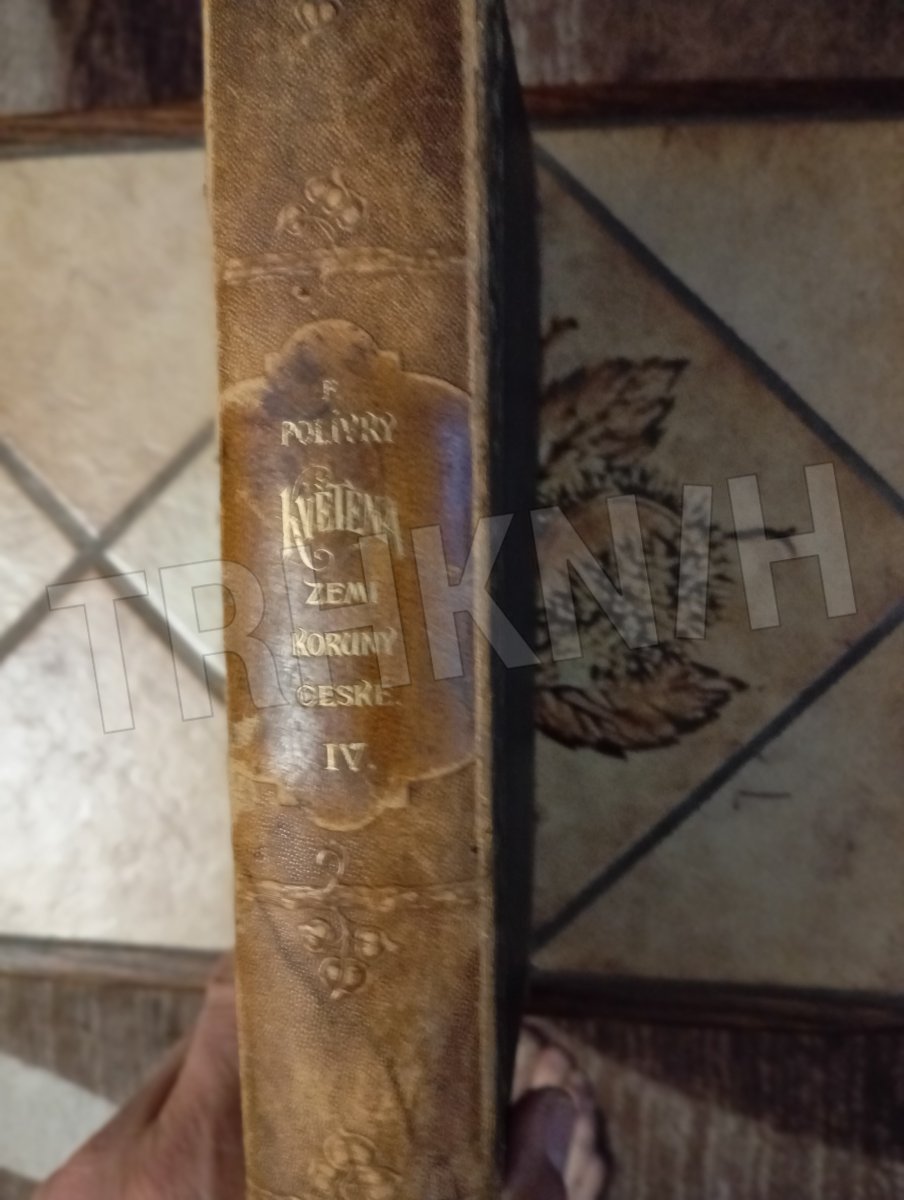 F.
POLÍVKY
KVĚTENA
ZEMÍ
KORUNY
ČESKÉ.
IV.
TRHKNIH